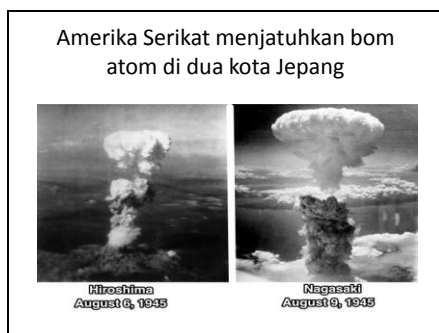 Amerika Serikat menjatuhkan bom
atom di dua kota Jepang
Hiroshima
August 6, 1945
Nagasaki
August 9, 1945